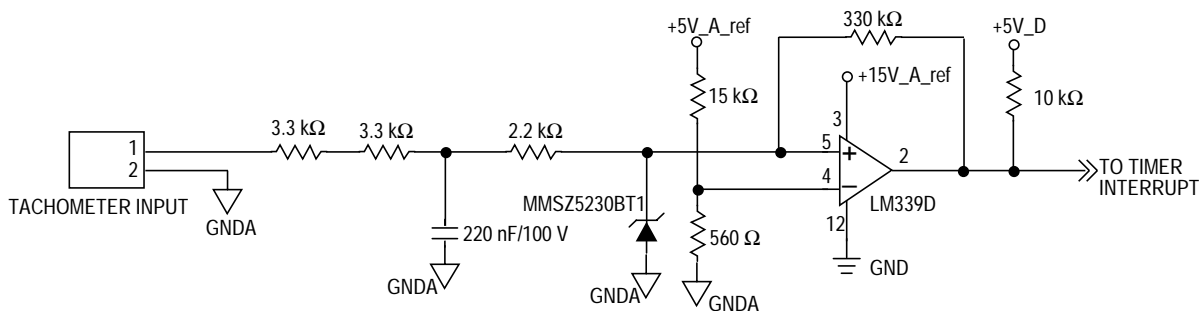 +5V_A_ref
330 kΩ
+5V_D
+15V_A_ref
15 kΩ
10 kΩ
3.3 kΩ
3.3 kΩ
2.2 kΩ
3
1
2
5
+
2
4
−
TO TIMER
INTERRUPT
TACHOMETER INPUT
GNDA
MMSZ5230BT1
LM339D
12
220 nF/100 V
560 Ω
GNDA
GNDA
GNDA
GND